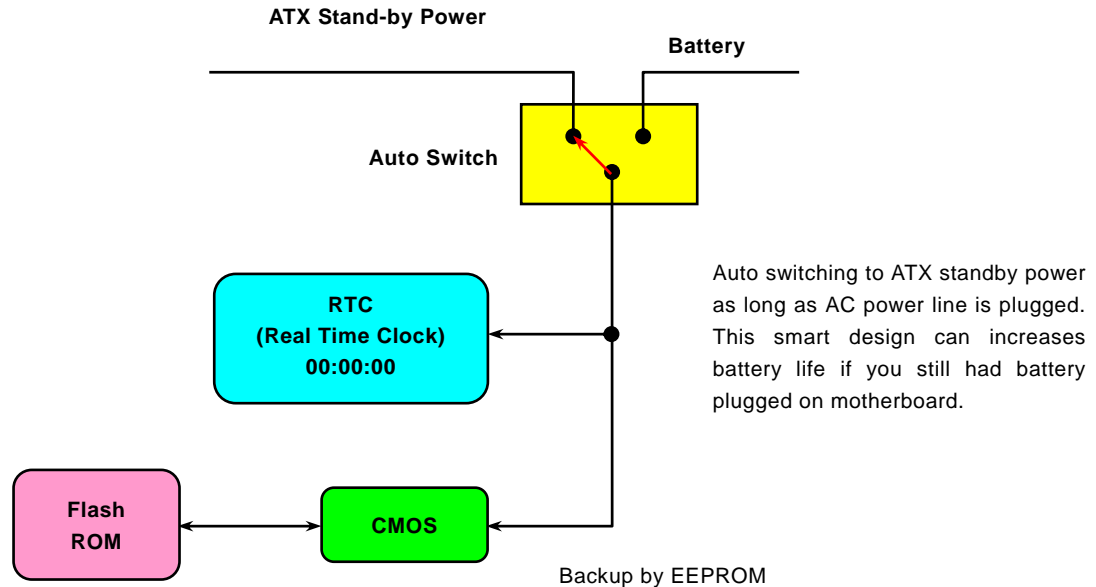 ATX Stand-by Power
Battery
Auto Switch
RTC
(Real Time Clock)
00:00:00
Auto switching to ATX standby power
as long as AC power line is plugged.
This smart design can increases
battery life if you still had battery
plugged on motherboard.
Flash
ROM
CMOS
Backup by EEPROM